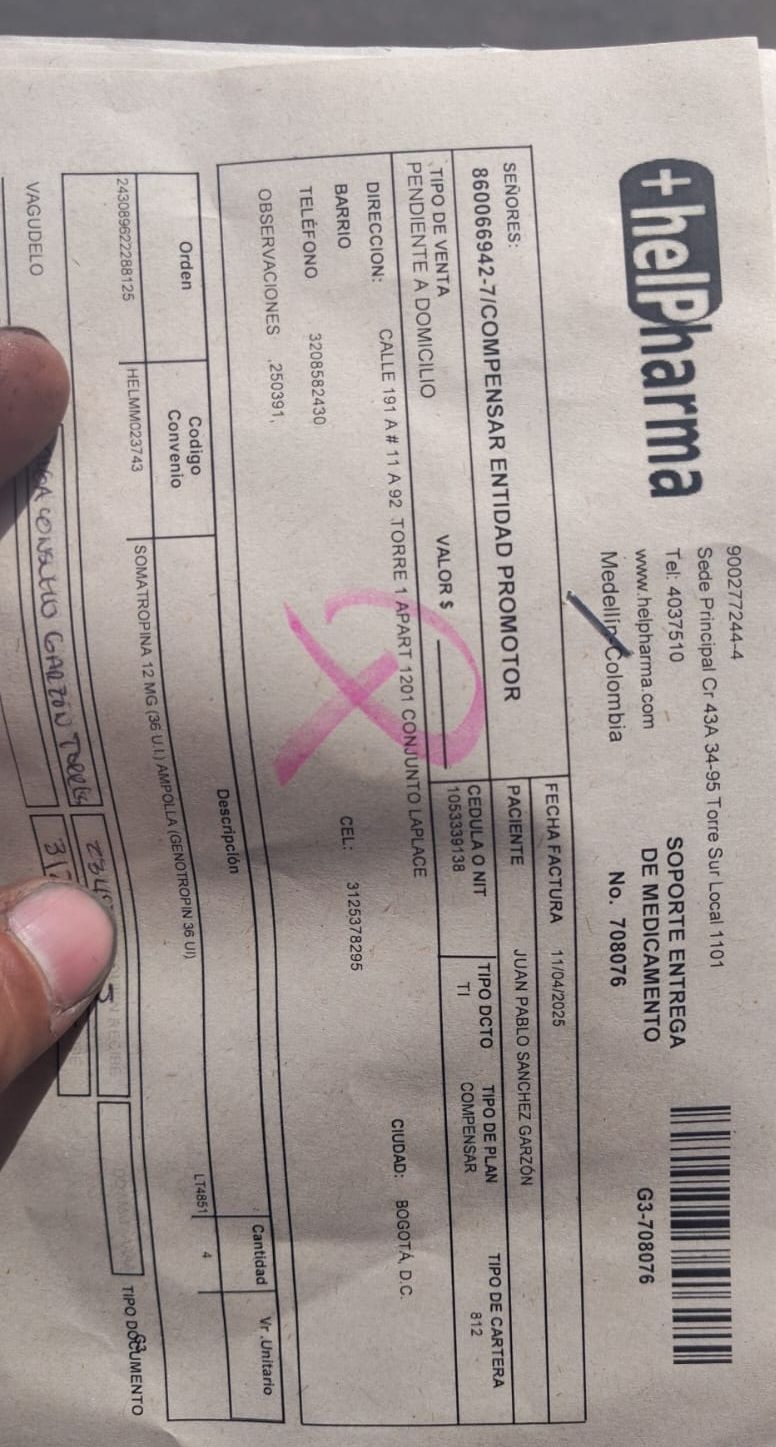 +helPharma
900277244-4
Sede Principal Cr 43A 34-95 Torre Sur Local 1101
Tel: 4037510
www.helpharma.com
Medellín-Colombia
SOPORTE ENTREGA
DE MEDICAMENTO
No. 708076
G3-708076
FECHA FACTURA 11/04/2025
SEÑORES:
860066942-7/COMPENSAR ENTIDAD PROMOTOR
PACIENTE JUAN PABLO SANCHEZ GARZÓN
TIPO DE VENTA
PENDIENTE A DOMICILIO
VALOR $
CEDULA O NIT
1053339138
TIPO DCTO
TI
TIPO DE PLAN
COMPENSAR
TIPO DE CARTERA
812
DIRECCION: CALLE 191 A # 11 A 92 TORRE 1 APART 1201 CONJUNTO LAPLACE
CIUDAD: BOGOTÁ, D.C.
BARRIO
TELÉFONO 3208582430
CEL: 3125378295
OBSERVACIONES ,250391,
Orden Codigo Convenio Descripción Cantidad Vr .Unitario
243089622288125 HELMM023743 SOMATROPINA 12 MG (36 U.I.) AMPOLLA (GENOTROPIN 36 UI) LT4851 4
TIPO DOCUMENTO
G3
VAGUDELO
GARZÓN Torres